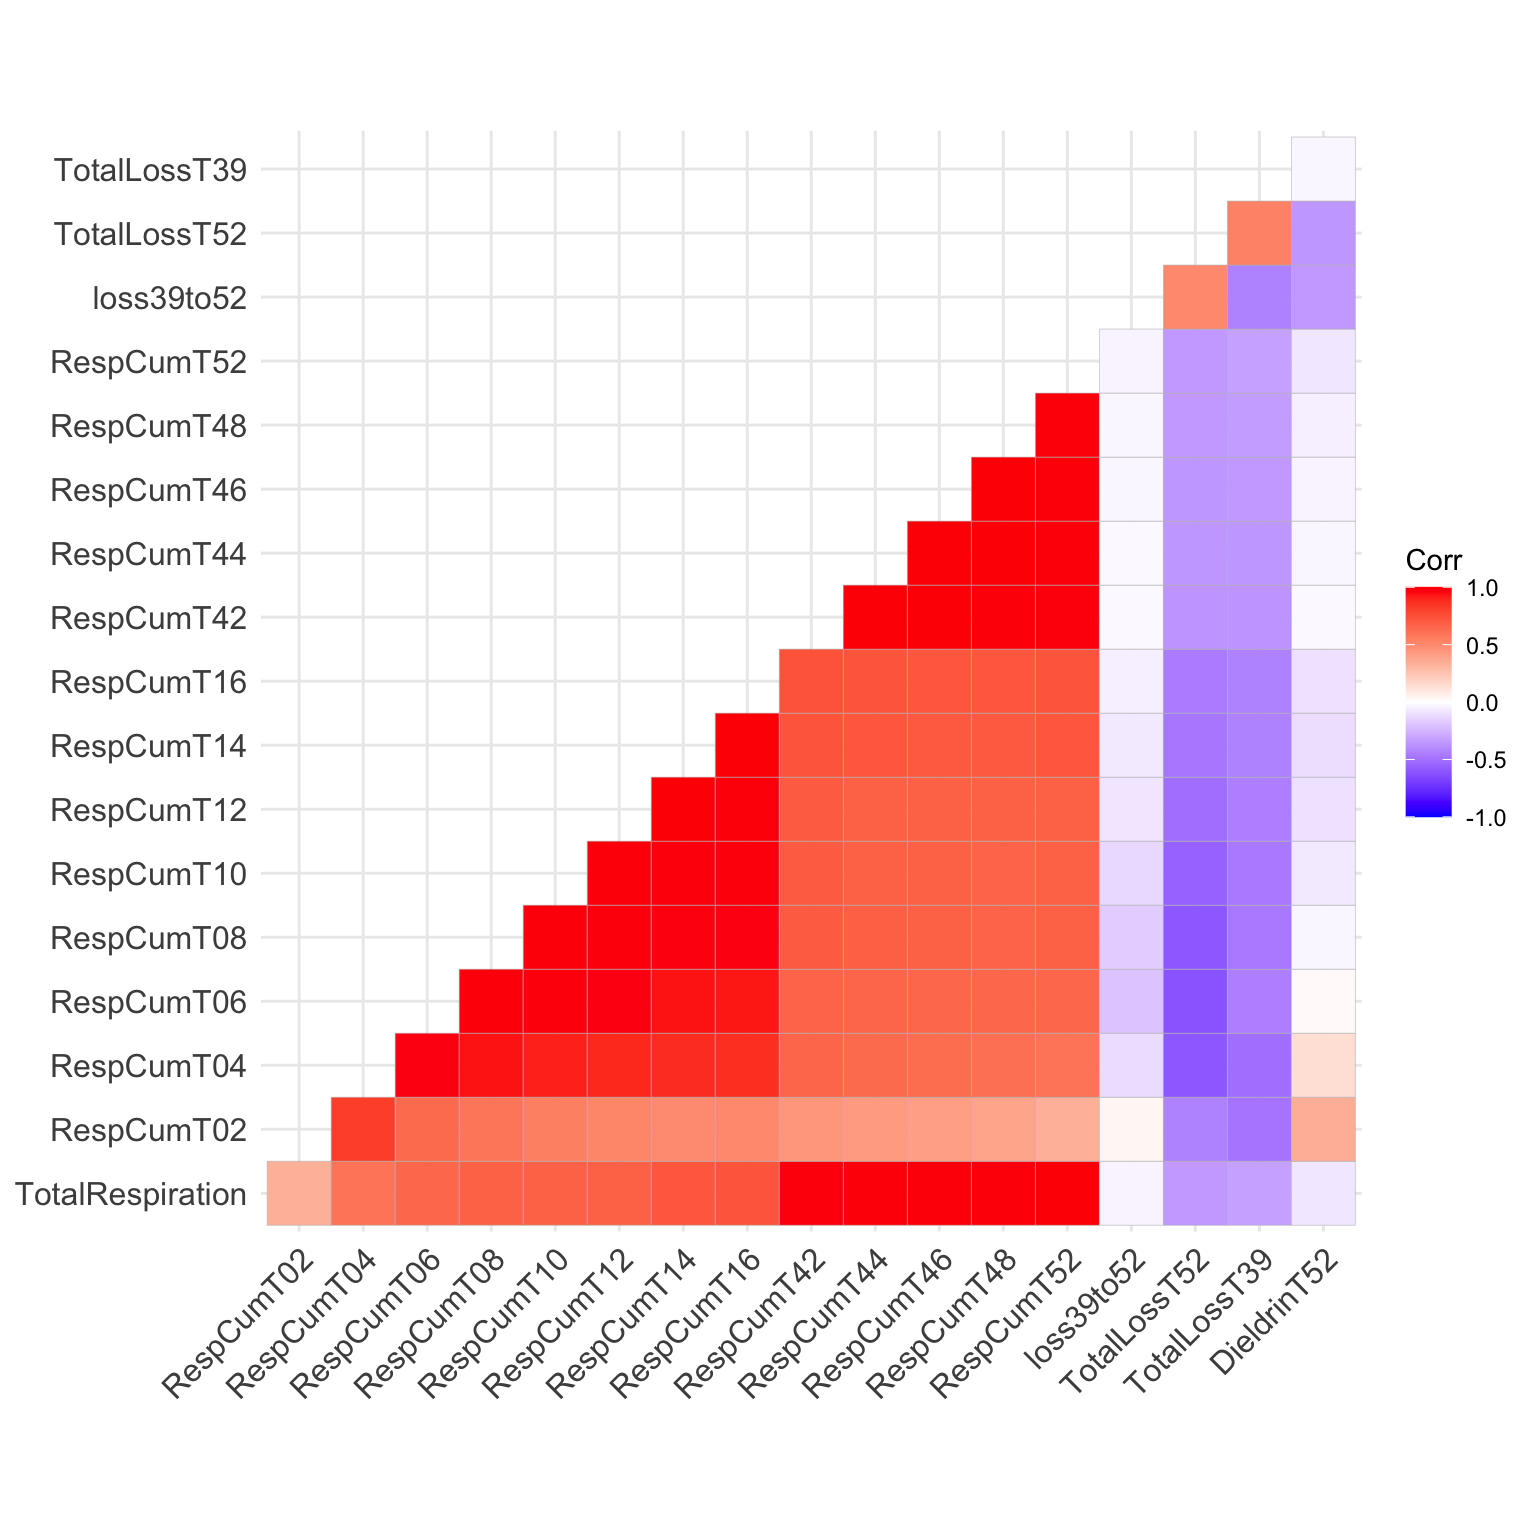 TotalLossT39
TotalLossT52
loss39to52
RespCumT52
RespCumT48
RespCumT46
RespCumT44
RespCumT42
RespCumT16
RespCumT14
RespCumT12
RespCumT10
RespCumT08
RespCumT06
RespCumT04
RespCumT02
TotalRespiration
RespCumT02
RespCumT04
RespCumT06
RespCumT08
RespCumT10
RespCumT12
RespCumT14
RespCumT16
RespCumT42
RespCumT44
RespCumT46
RespCumT48
RespCumT52
loss39to52
TotalLossT52
TotalLossT39
DieldrinT52
Corr
1.0
0.5
0.0
-0.5
-1.0